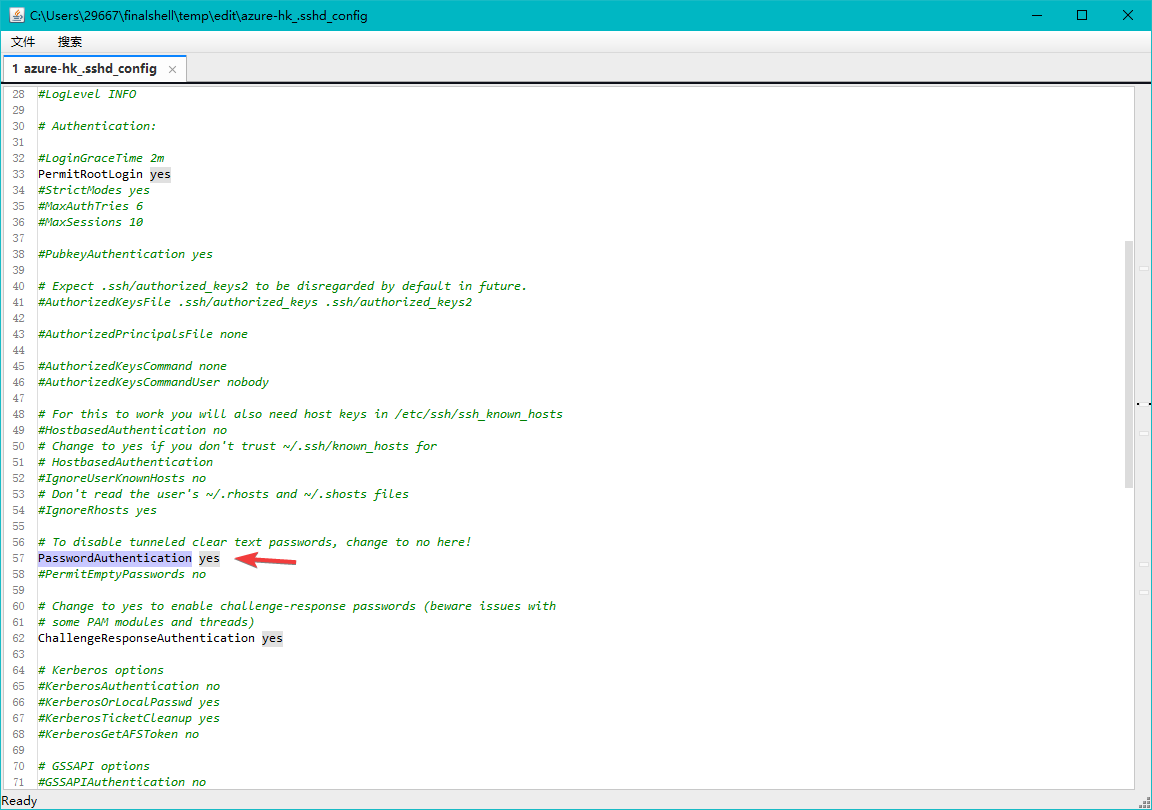 C:\Users\29667\finalshell\temp\edit\azure-hk_.sshd_config
文件 搜索
1 azure-hk_.sshd_config
28 #LogLevel INFO
29
30 # Authentication:
31
32 #LoginGraceTime 2m
33 PermitRootLogin yes
34 #StrictModes yes
35 #MaxAuthTries 6
36 #MaxSessions 10
37
38 #PubkeyAuthentication yes
39
40 # Expect .ssh/authorized_keys2 to be disregarded by default in future.
41 #AuthorizedKeysFile .ssh/authorized_keys .ssh/authorized_keys2
42
43 #AuthorizedPrincipalsFile none
44
45 #AuthorizedKeysCommand none
46 #AuthorizedKeysCommandUser nobody
47
48 # For this to work you will also need host keys in /etc/ssh/ssh_known_hosts
49 #HostbasedAuthentication no
50 # Change to yes if you don't trust ~/.ssh/known_hosts for
51 # HostbasedAuthentication
52 #IgnoreUserKnownHosts no
53 # Don't read the user's ~/.rhosts and ~/.shosts files
54 #IgnoreRhosts yes
55
56 # To disable tunneled clear text passwords, change to no here!
57 PasswordAuthentication yes
58 #PermitEmptyPasswords no
59
60 # Change to yes to enable challenge-response passwords (beware issues with
61 # some PAM modules and threads)
62 ChallengeResponseAuthentication yes
63
64 # Kerberos options
65 #KerberosAuthentication no
66 #KerberosOrLocalPasswd yes
67 #KerberosTicketCleanup yes
68 #KerberosGetAFSToken no
69
70 # GSSAPI options
71 #GSSAPIAuthentication no
Ready